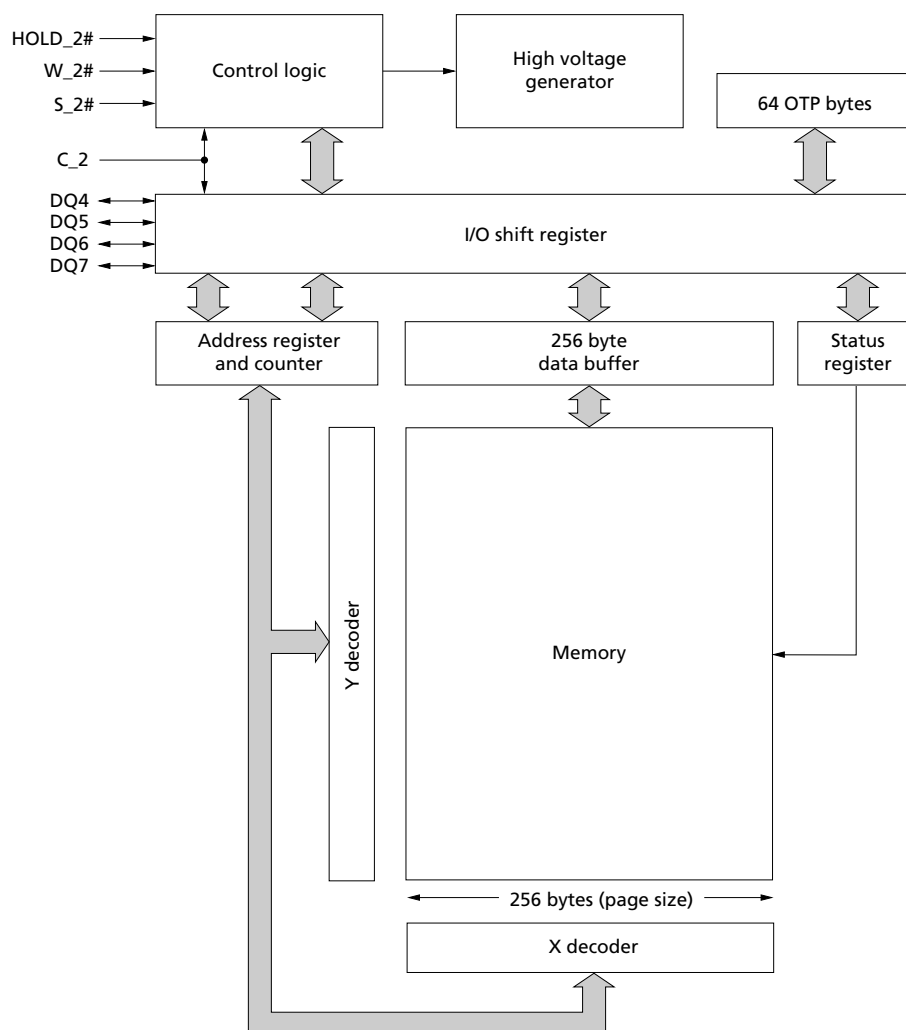 HOLD_2#
W_2#
S_2#
C_2
Control logic
High voltage
generator
64 OTP bytes
DQ4
DQ5
DQ6
DQ7
I/O shift register
Address register
and counter
256 byte
data buffer
Status
register
Y decoder
Memory
256 bytes (page size)
X decoder